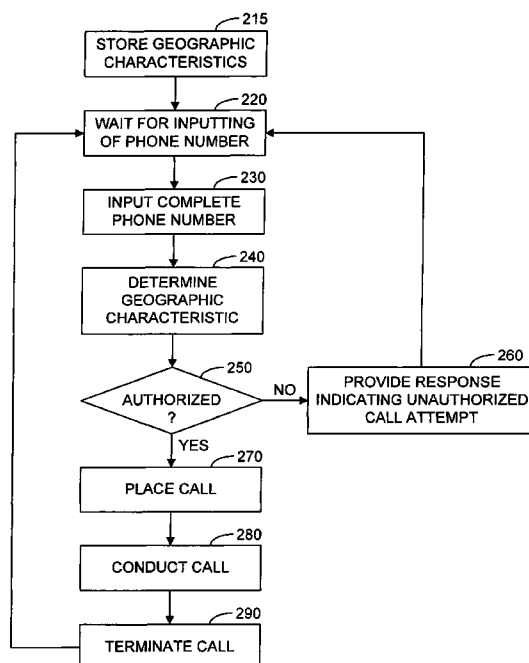 215
STORE GEOGRAPHIC
CHARACTERISTICS
220
WAIT FOR INPUTTING
OF PHONE NUMBER
230
INPUT COMPLETE
PHONE NUMBER
240
DETERMINE
GEOGRAPHIC
CHARACTERISTIC
250
AUTHORIZED
?
NO
260
PROVIDE RESPONSE
INDICATING UNAUTHORIZED
CALL ATTEMPT
YES
270
PLACE CALL
280
CONDUCT CALL
290
TERMINATE CALL